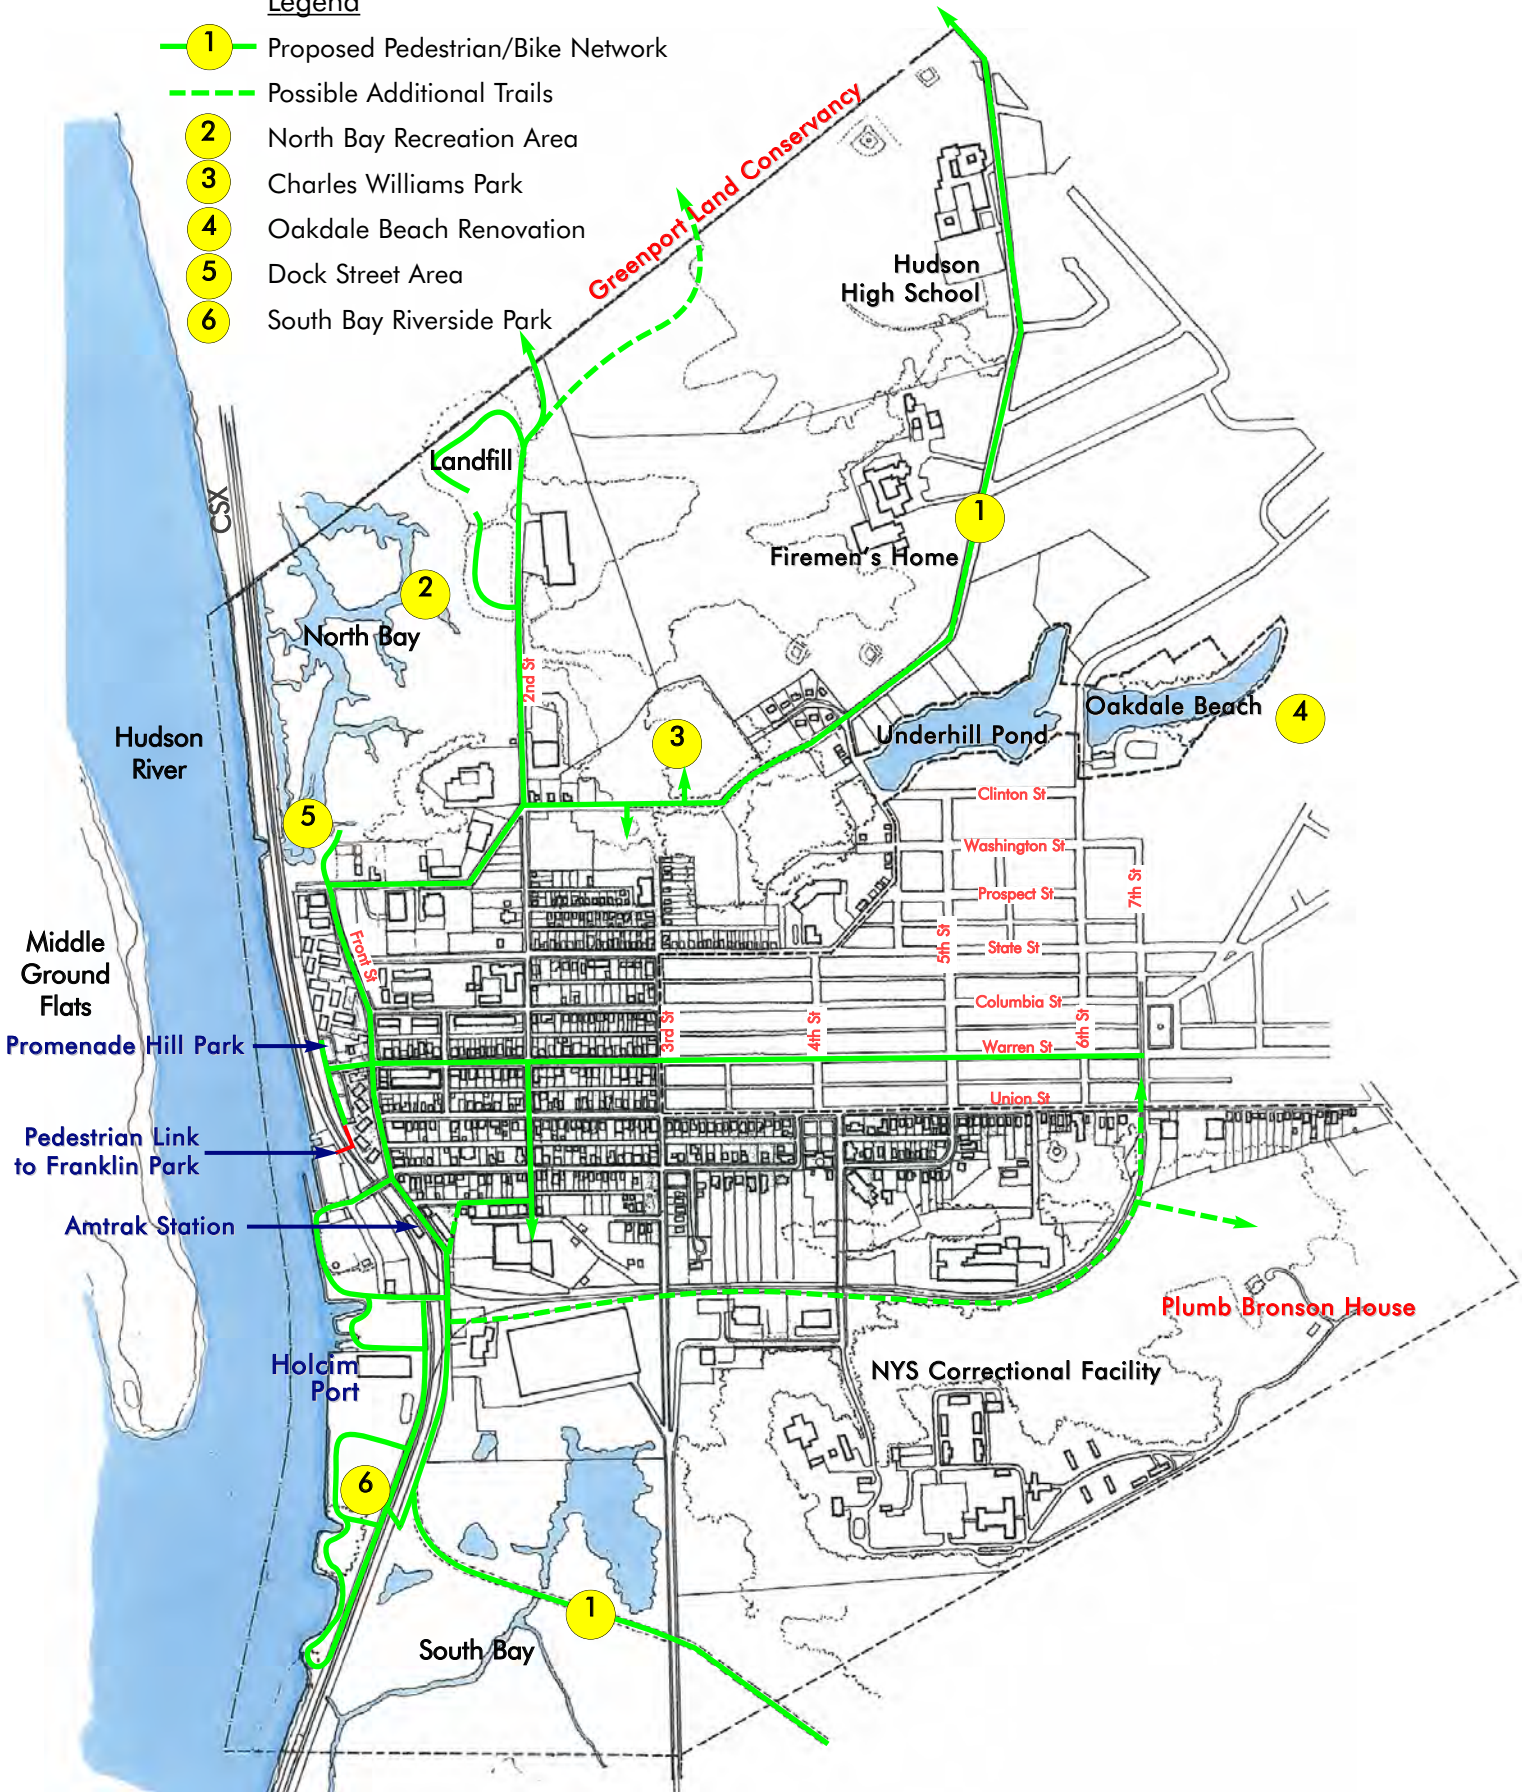 Legend
1 Proposed Pedestrian/Bike Network
Possible Additional Trails
2 North Bay Recreation Area
3 Charles Williams Park
4 Oakdale Beach Renovation
5 Dock Street Area
6 South Bay Riverside Park
Greenport Land Conservancy
Hudson
High School
Landfill
CSX
1
Firemen's Home
2
North Bay
2nd St
Hudson
River
3
Underhill Pond
Oakdale Beach
4
Clinton St
5
Washington St
Prospect St
7th St
Front St
5th St
State St
Middle
Ground
Flats
Columbia St
3rd St
4th St
6th St
Promenade Hill Park
Warren St
Union St
Pedestrian Link
to Franklin Park
Amtrak Station
Plumb Bronson House
Holcim
Port
NYS Correctional Facility
6
1
South Bay